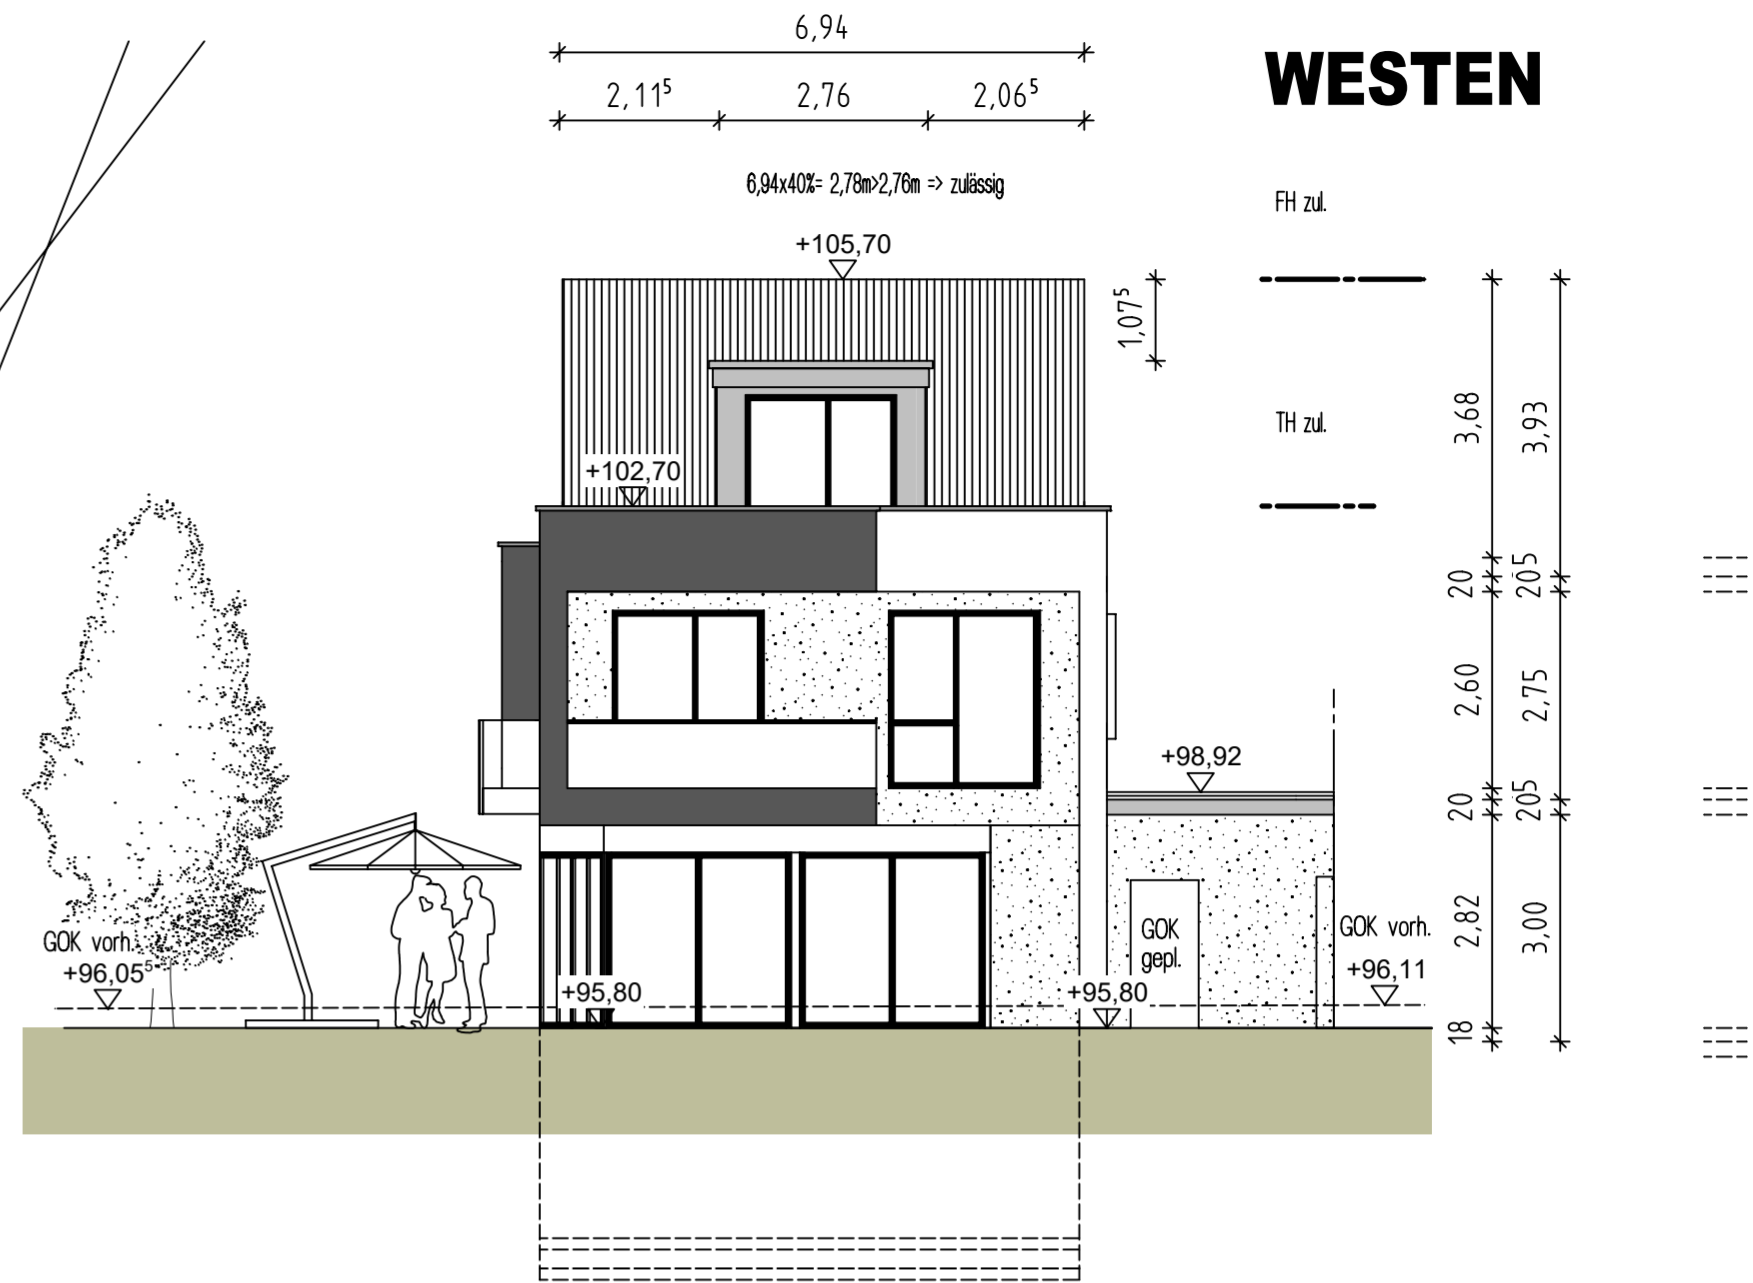 6,94
WESTEN
2,11⁵
2,76
2,06⁵
6,94x40%= 2,78m>2,76m => zulässig
FH zul.
+105,70
1,07⁵
TH zul.
3,68
3,93
+102,70
20
205
2,60
2,75
+98,92
20
205
2,82
3,00
GOK vorh.
+96,05⁵
GOK
gepl.
GOK vorh.
+96,11
+95,80
+95,80
18